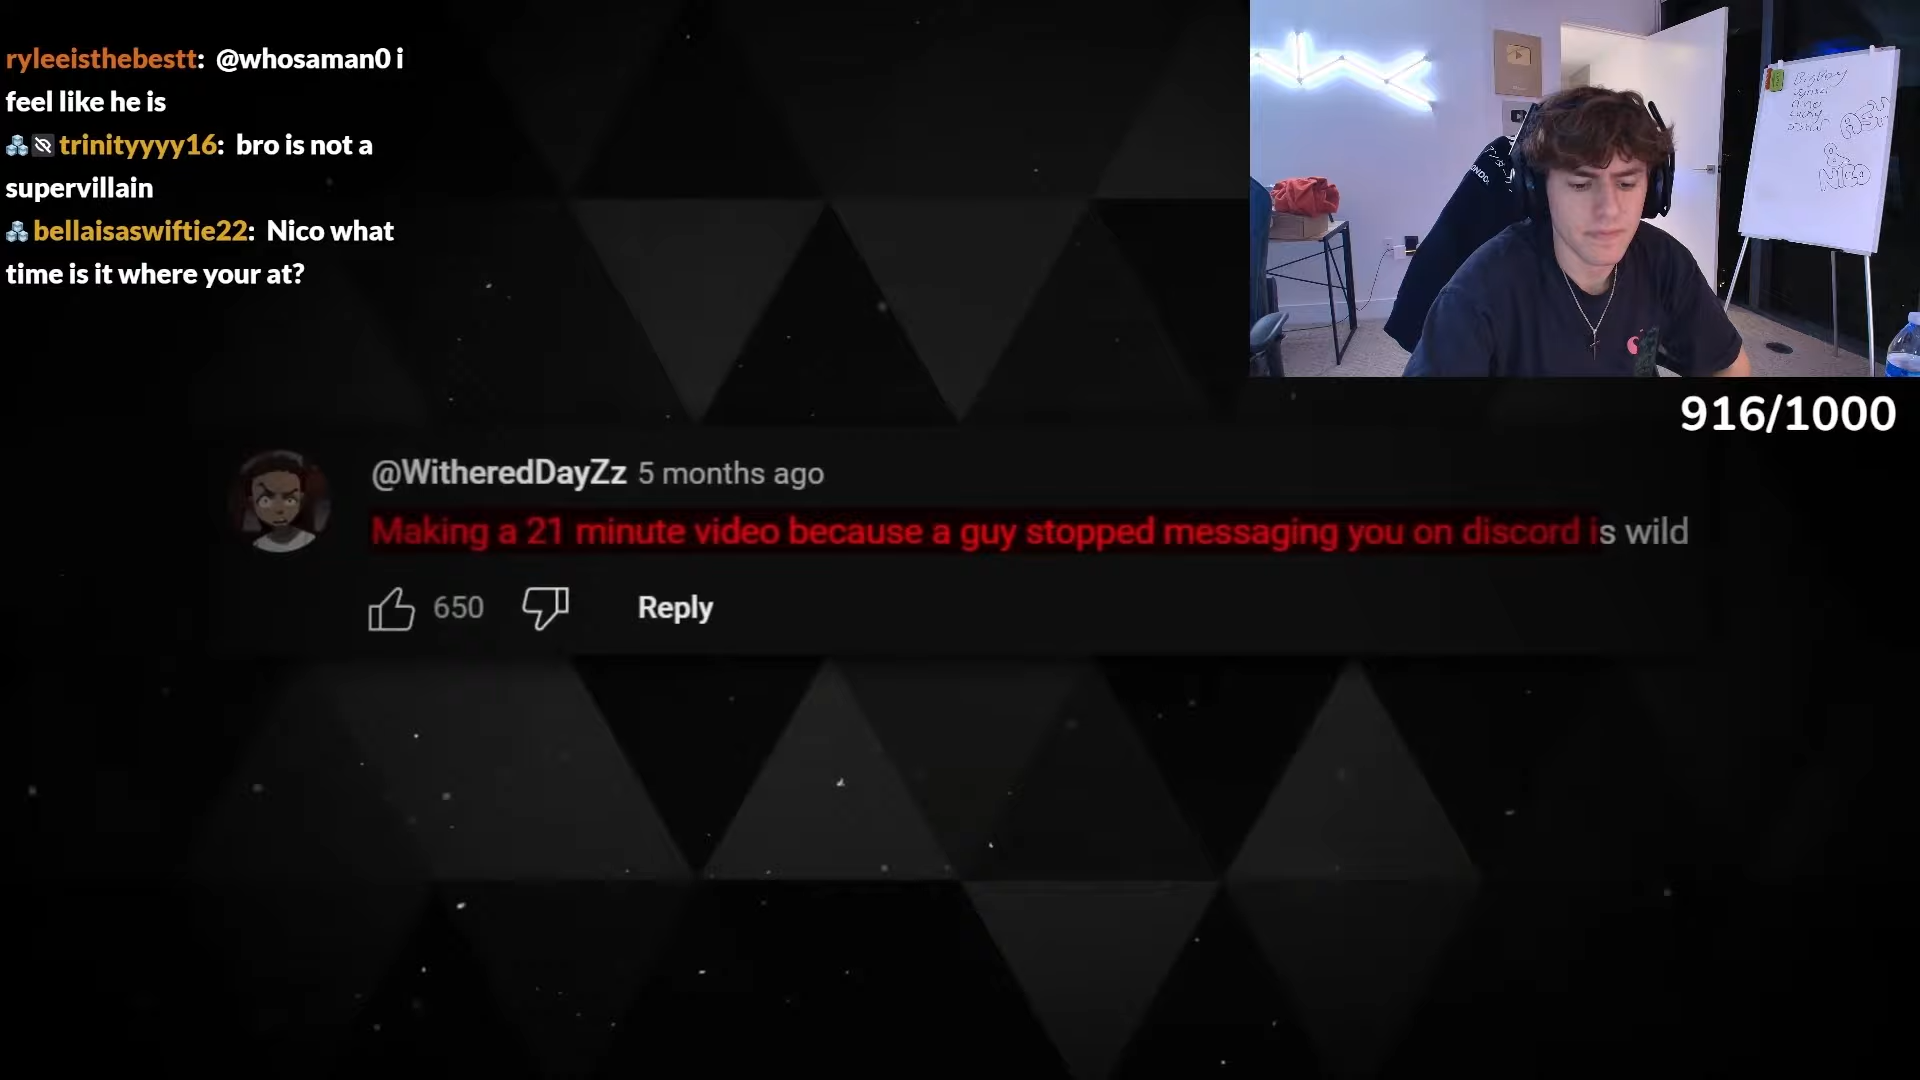 ryleeisthebestt: @whosaman0 i
feel like he is
trinityyyy16: bro is not a
supervillain
bellaisaswiftie22: Nico what
time is it where your at?
916/1000
@WitheredDayZz 5 months ago
Making a 21 minute video because a guy stopped messaging you on discord is wild
650
Reply